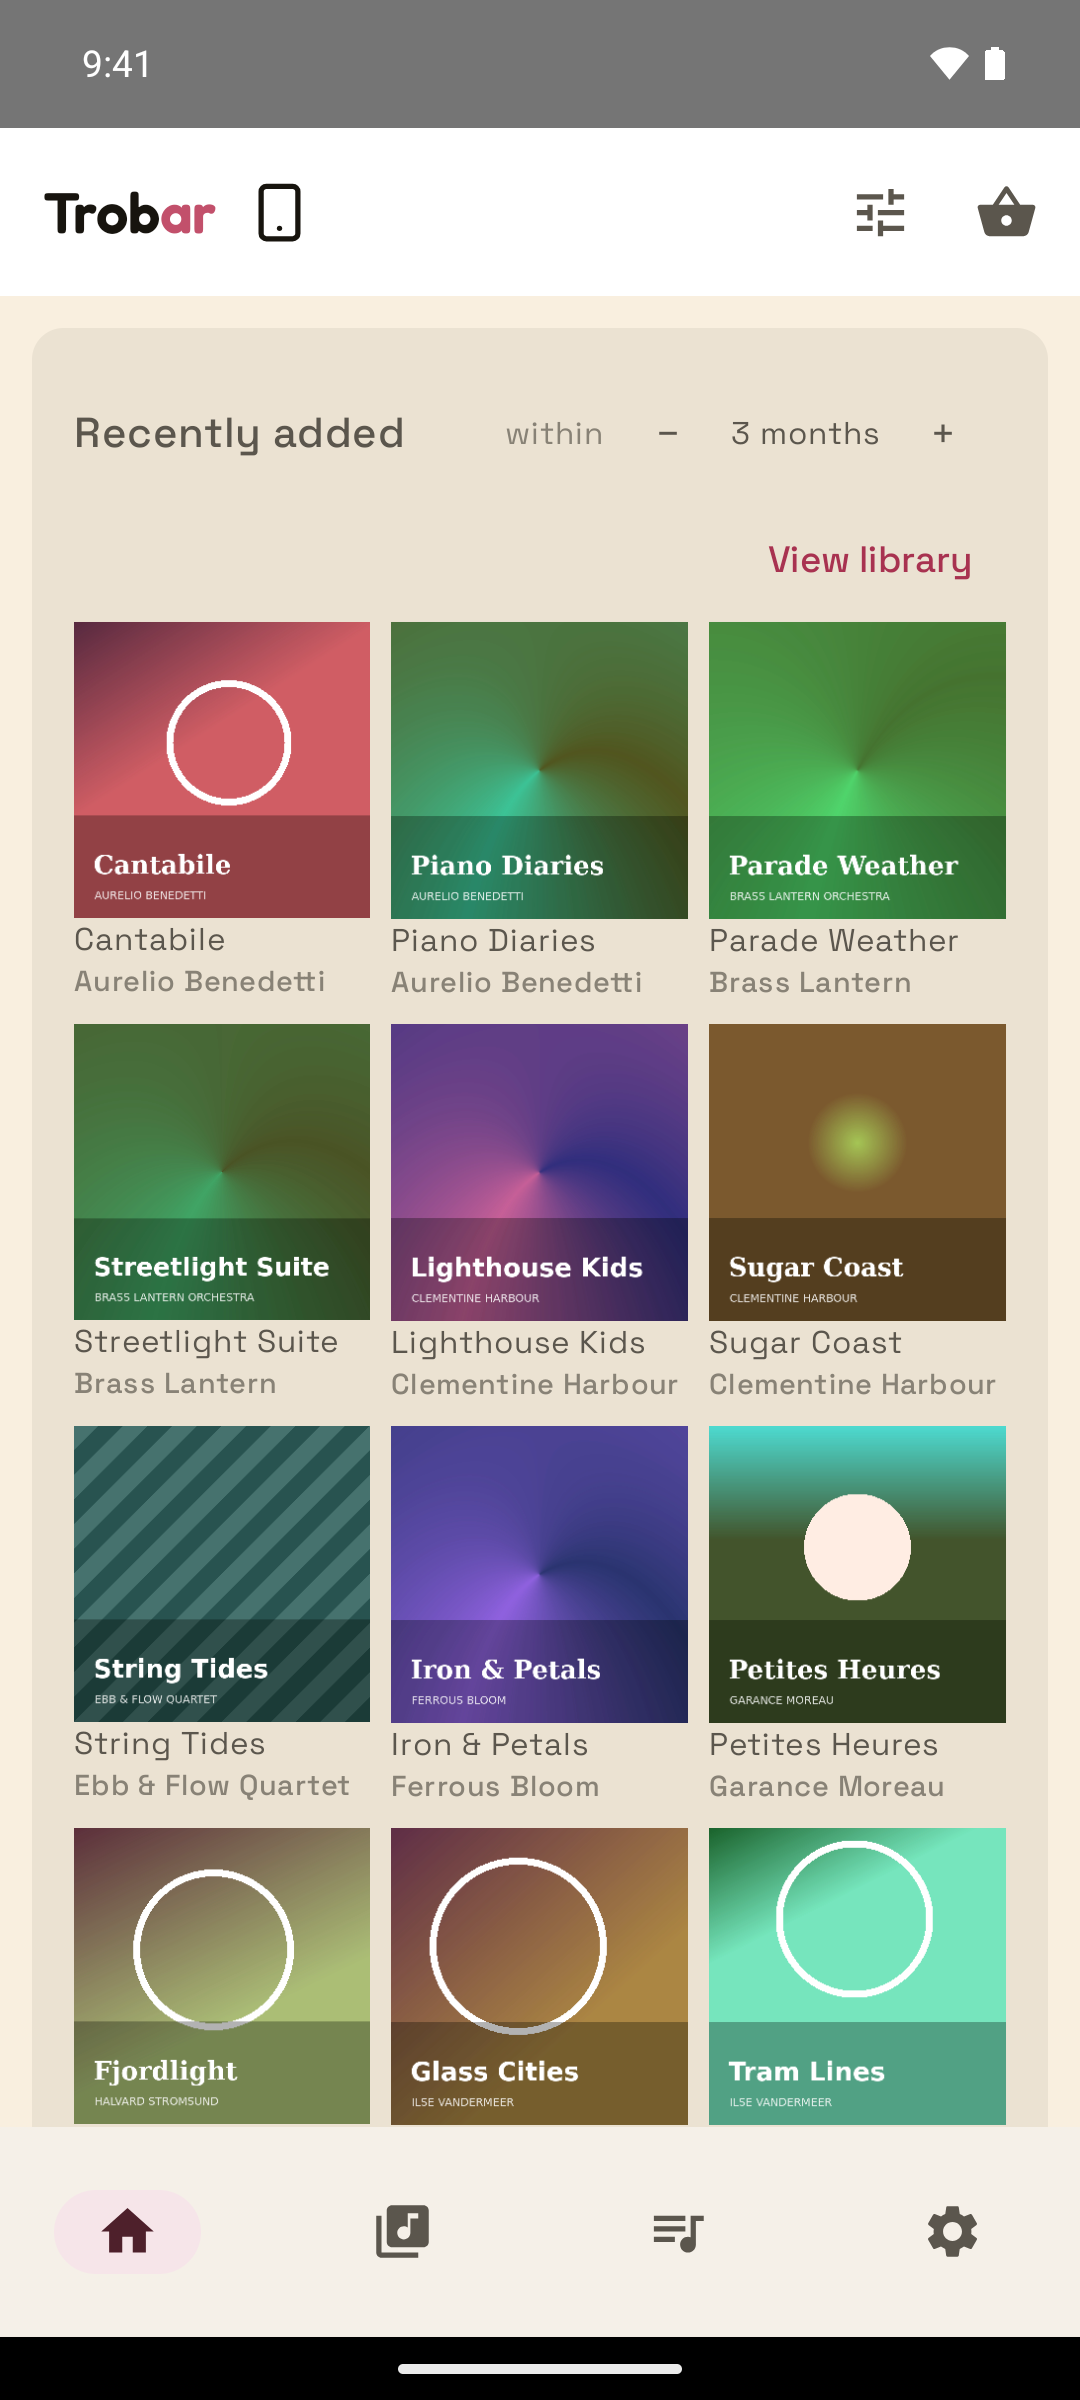 9:41
Trobar
Recently added within − 3 months +
View library
Cantabile
AURELIO BENEDETTI
Piano Diaries
AURELIO BENEDETTI
Parade Weather
BRASS LANTERN ORCHESTRA
Cantabile
Aurelio Benedetti
Piano Diaries
Aurelio Benedetti
Parade Weather
Brass Lantern
Streetlight Suite
BRASS LANTERN ORCHESTRA
Lighthouse Kids
CLEMENTINE HARBOUR
Sugar Coast
CLEMENTINE HARBOUR
Streetlight Suite
Brass Lantern
Lighthouse Kids
Clementine Harbour
Sugar Coast
Clementine Harbour
String Tides
EBB & FLOW QUARTET
Iron & Petals
FERROUS BLOOM
Petites Heures
GARANCE MOREAU
String Tides
Ebb & Flow Quartet
Iron & Petals
Ferrous Bloom
Petites Heures
Garance Moreau
Fjordlight
HALVARD STROMSUND
Glass Cities
ILSE VANDERMEER
Tram Lines
ILSE VANDERMEER